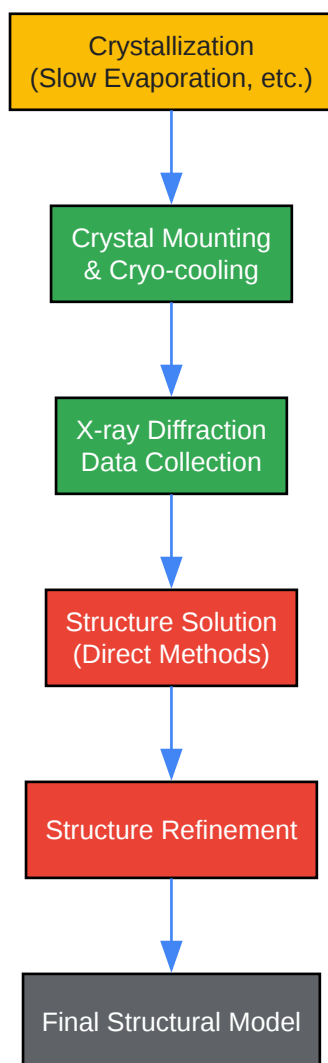 Crystallization
(Slow Evaporation, etc.)
Crystal Mounting
& Cryo-cooling
X-ray Diffraction
Data Collection
Structure Solution
(Direct Methods)
Structure Refinement
Final Structural Model